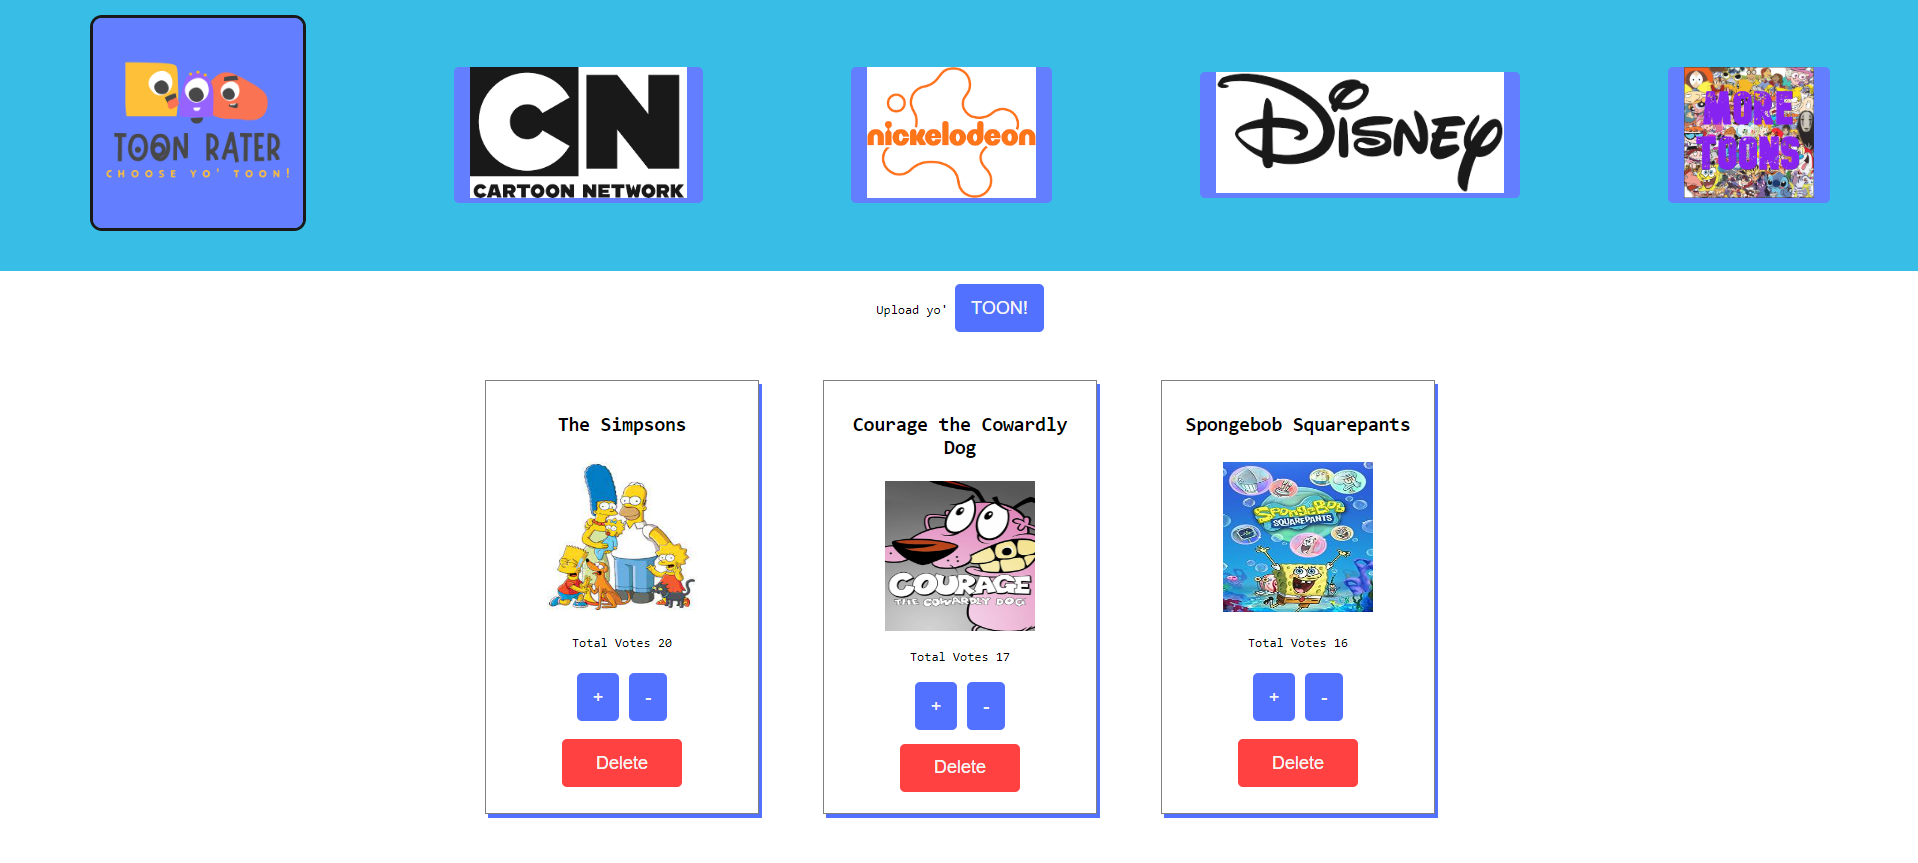 TOON RATER
CHOOSE YO' TOON!
CN
CARTOON NETWORK
nickelodeon
Disney
MORE
TOONS
Upload yo' TOON!
The Simpsons
Total Votes 20
+ -
Delete
Courage the Cowardly
Dog
COURAGE
THE COWARDLY DOG
Total Votes 17
+ -
Delete
Spongebob Squarepants
SPONGEBOB
SQUAREPANTS
Total Votes 16
+ -
Delete